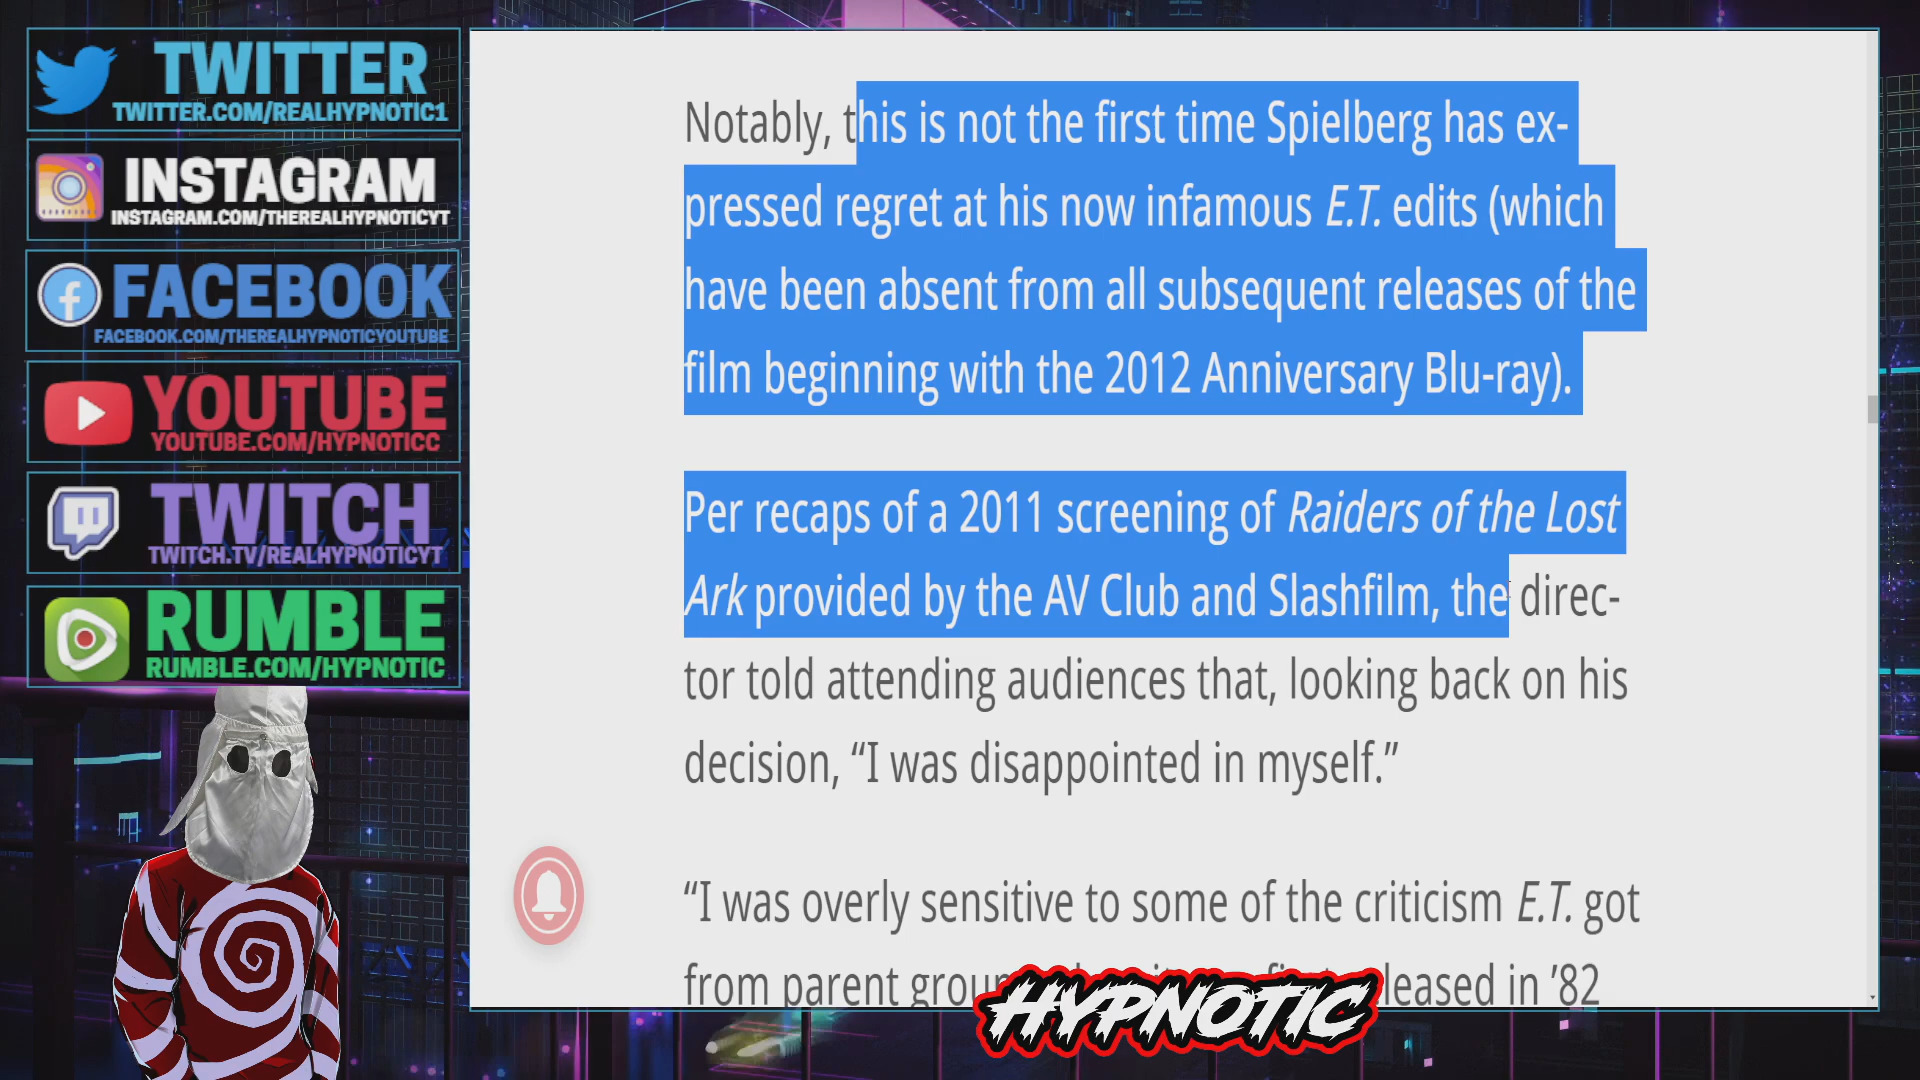 TWITTER
TWITTER.COM/REALHYPNOTIC1
INSTAGRAM
INSTAGRAM.COM/THEREALHYPNOTICYT
FACEBOOK
FACEBOOK.COM/THEREALHYPNOTICYOUTUBE
YOUTUBE
YOUTUBE.COM/HYPNOTICC
TWITCH
TWITCH.TV/REALHYPNOTICYT
RUMBLE
RUMBLE.COM/HYPNOTIC
Notably, this is not the first time Spielberg has ex-
pressed regret at his now infamous E.T. edits (which
have been absent from all subsequent releases of the
film beginning with the 2012 Anniversary Blu-ray).
Per recaps of a 2011 screening of Raiders of the Lost
Ark provided by the AV Club and Slashfilm, the direc-
tor told attending audiences that, looking back on his
decision, “I was disappointed in myself.”
“I was overly sensitive to some of the criticism E.T. got
from parent in ’82
HYPNOTIC